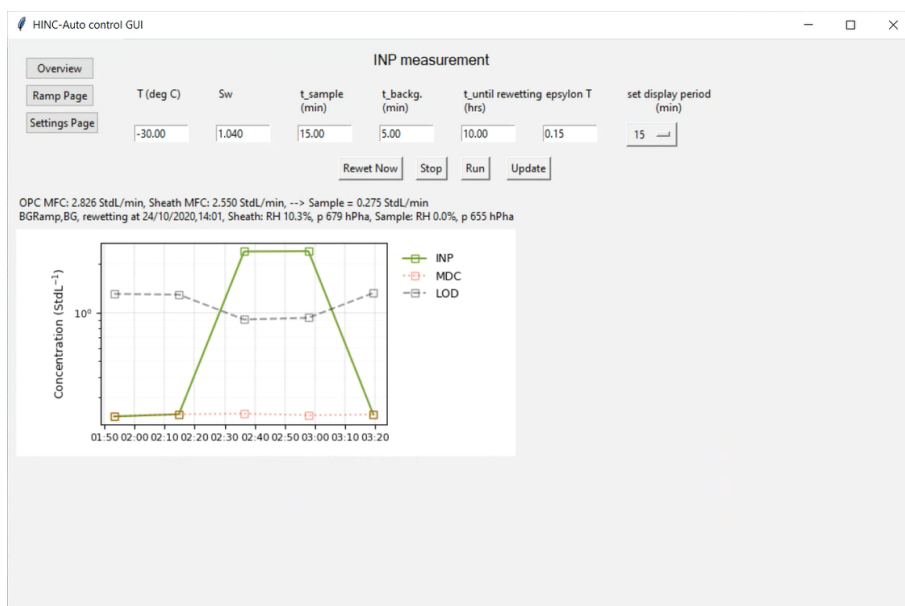 HINC-Auto control GUI
INP measurement
Overview
Ramp Page
Settings Page
T (deg C)
Sw
t_sample
(min)
t_backg.
(min)
t_until rewetting
(hrs)
epsylon T
set display period
(min)
-30.00
1.040
15.00
5.00
10.00
0.15
15
Rewet Now
Stop
Run
Update
OPC MFC: 2.826 StdL/min, Sheath MFC: 2.550 StdL/min, --> Sample = 0.275 StdL/min
BGRamp,BG, rewetting at 24/10/2020,14:01, Sheath: RH 10.3%, p 679 hPha, Sample: RH 0.0%, p 655 hPha
Concentration (StdL⁻¹)
10⁰
INP
MDC
LOD
01:50 02:00 02:10 02:20 02:30 02:40 02:50 03:00 03:10 03:20